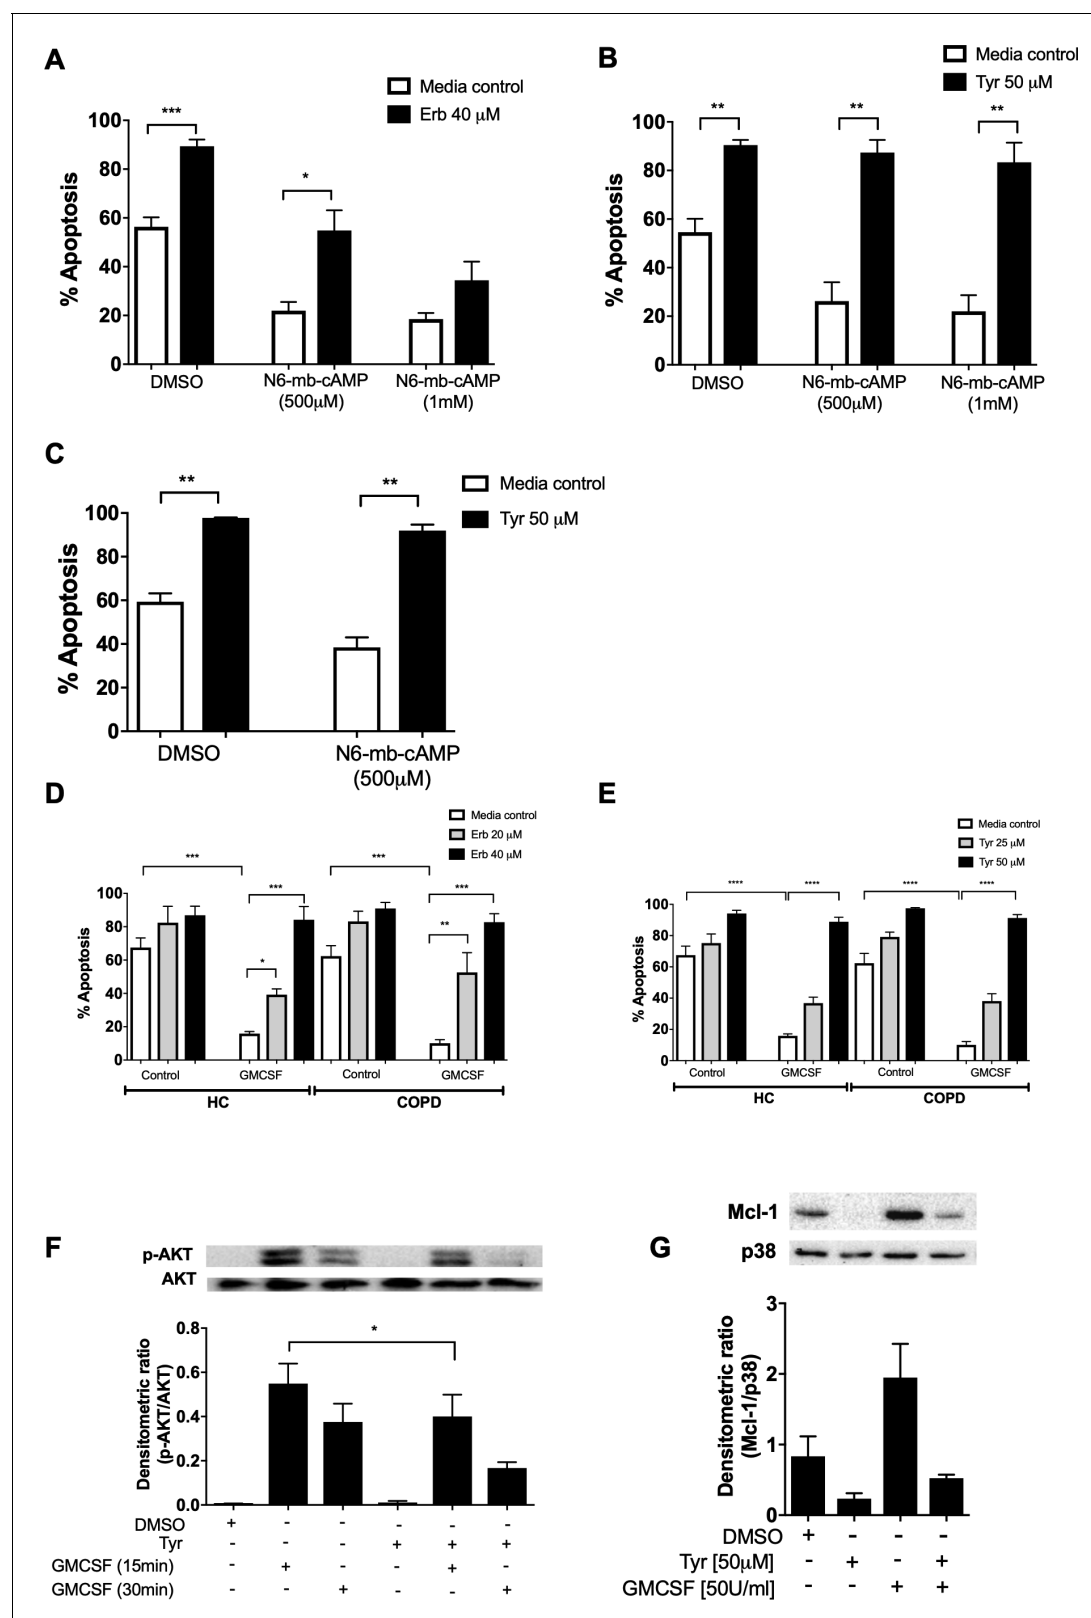 A
Media control
Erb 40 μM
% Apoptosis
100
80
60
40
20
0
***
*
DMSO
N6-mb-cAMP
(500μM)
N6-mb-cAMP
(1mM)
B
Media control
Tyr 50 μM
% Apoptosis
100
80
60
40
20
0
**
**
**
DMSO
N6-mb-cAMP
(500μM)
N6-mb-cAMP
(1mM)
C
Media control
Tyr 50 μM
% Apoptosis
100
80
60
40
20
0
**
**
DMSO
N6-mb-cAMP
(500μM)
D
Media control
Erb 20 μM
Erb 40 μM
% Apoptosis
100
80
60
40
20
0
***
***
***
***
**
*
Control
GMCSF
Control
GMCSF
HC
COPD
E
Media control
Tyr 25 μM
Tyr 50 μM
% Apoptosis
100
80
60
40
20
0
****
****
****
****
Control
GMCSF
Control
GMCSF
HC
COPD
F
p-AKT
AKT
Densitometric ratio
(p-AKT/AKT)
0.8
0.6
0.4
0.2
0.0
*
DMSO + - - - - -
Tyr - - - + + +
GMCSF (15min) - + - - + -
GMCSF (30min) - - + - - +
G
Mcl-1
p38
Densitometric ratio
(Mcl-1/p38)
3
2
1
0
DMSO + - - -
Tyr [50μM] - + - +
GMCSF [50U/ml] - - + +